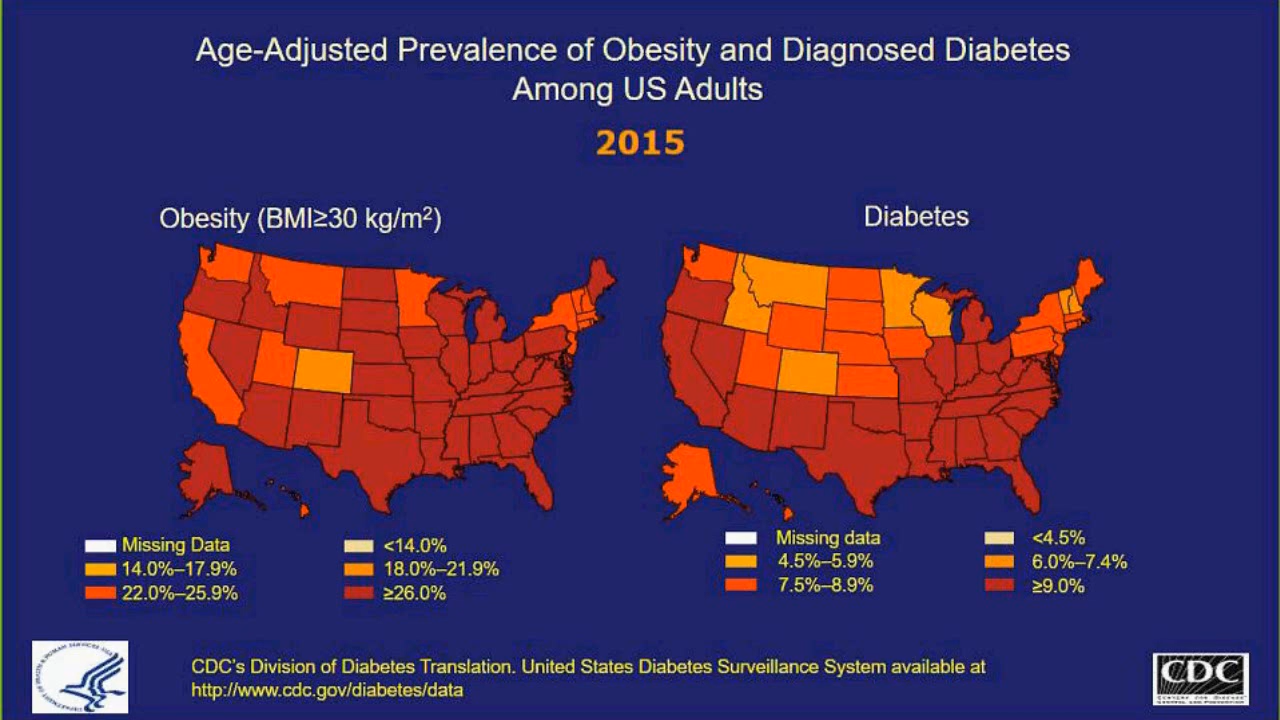 Age-Adjusted Prevalence of Obesity and Diagnosed Diabetes
Among US Adults
2015
Obesity (BMI≥30 kg/m²)
Diabetes
Missing Data
<14.0%
14.0%–17.9%
18.0%–21.9%
22.0%–25.9%
≥26.0%
Missing data
<4.5%
4.5%–5.9%
6.0%–7.4%
7.5%–8.9%
≥9.0%
CDC's Division of Diabetes Translation. United States Diabetes Surveillance System available at
http://www.cdc.gov/diabetes/data
CDC